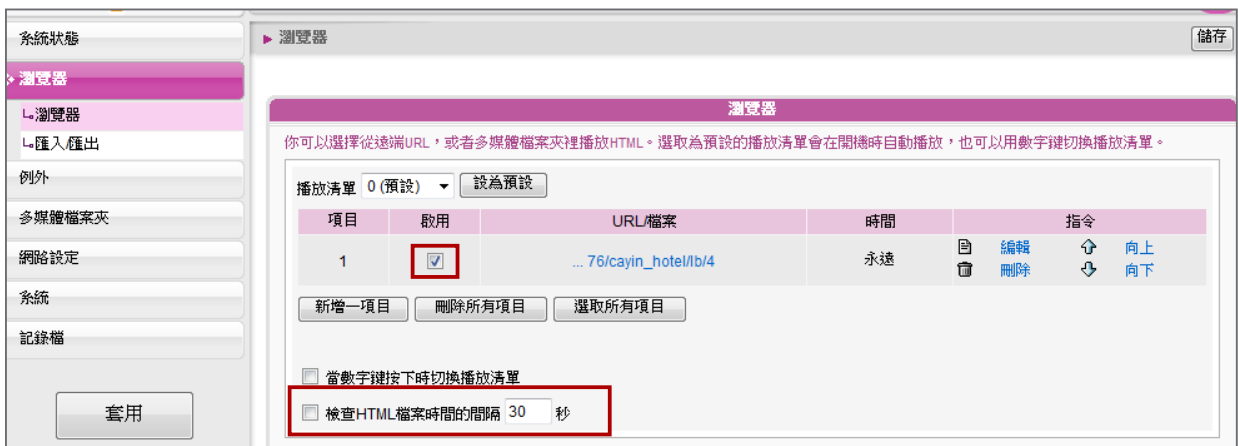 系統狀態
瀏覽器
瀏覽器
匯入/匯出
例外
多媒體檔案夾
網路設定
系統
記錄檔
套用
瀏覽器
儲存
瀏覽器
你可以選擇從遠端URL，或者多媒體檔案夾裡播放HTML。選取為預設的播放清單會在開機時自動播放，也可以用數字鍵切換播放清單。
播放清單 0 (預設) 設為預設
項目 啟用 URL/檔案 時間 指令
1 ... 76/cayin_hotel/lb/4 永遠 編輯 向上
刪除 向下
新增一項目 刪除所有項目 選取所有項目
當數字鍵按下時切換播放清單
檢查HTML檔案時間的間隔 30 秒